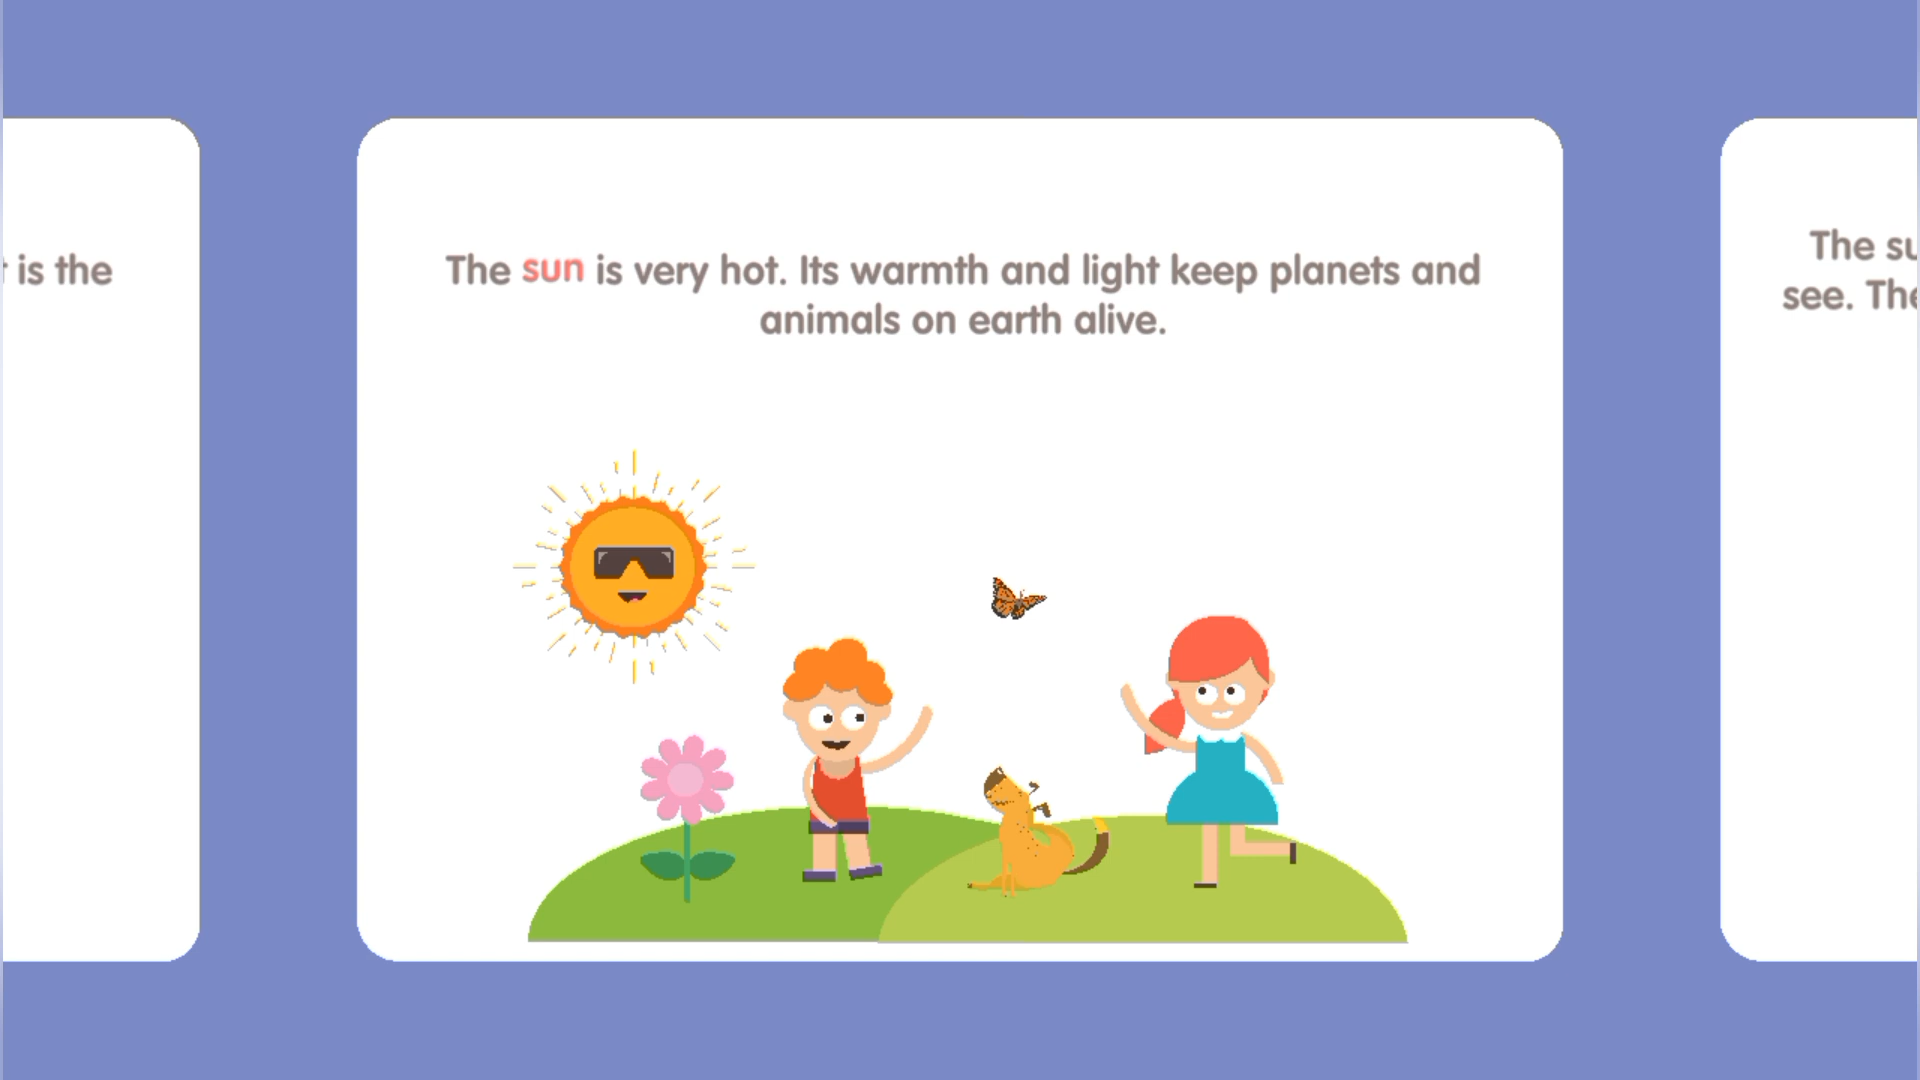 is the
The sun is very hot. Its warmth and light keep planets and
animals on earth alive.
The
see.